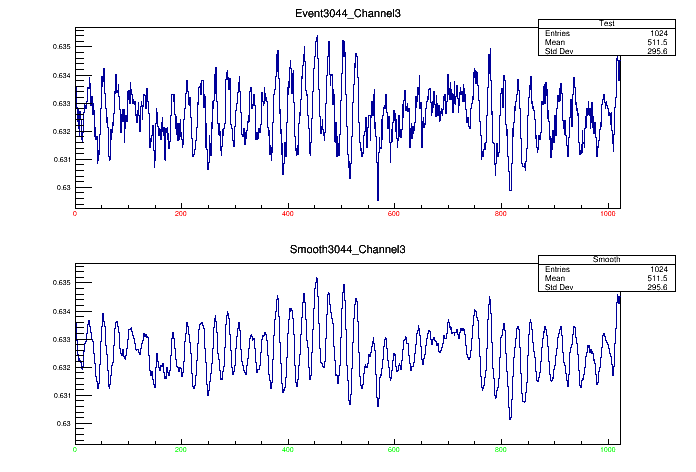 Event3044_Channel3
Test
Entries 1024
Mean 511.5
Std Dev 295.6
0.635
0.634
0.633
0.632
0.631
0.63
0 200 400 600 800 1000
Smooth3044_Channel3
Smooth
Entries 1024
Mean 511.5
Std Dev 295.6
0.635
0.634
0.633
0.632
0.631
0.63
0 200 400 600 800 1000